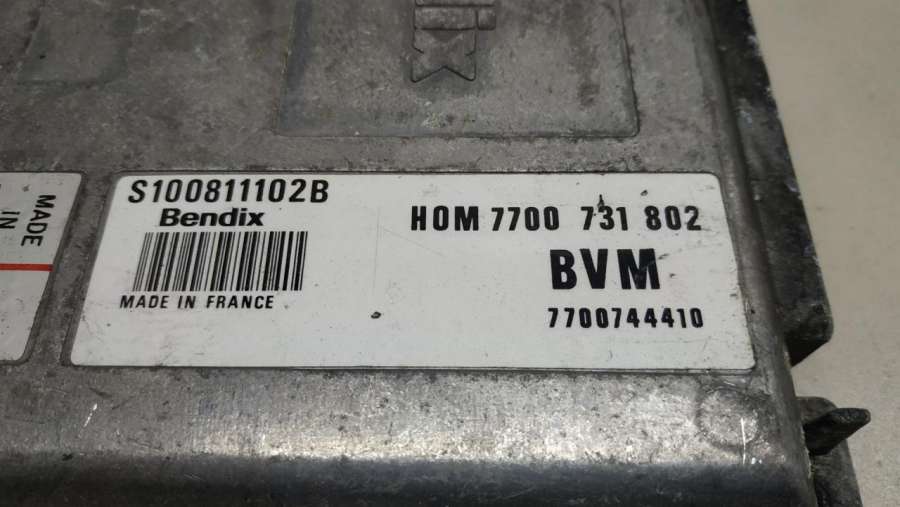 S100811102B
Bendix
MADE IN FRANCE
HOM 7700 731 802
BVM
7700744410
MADE
IN